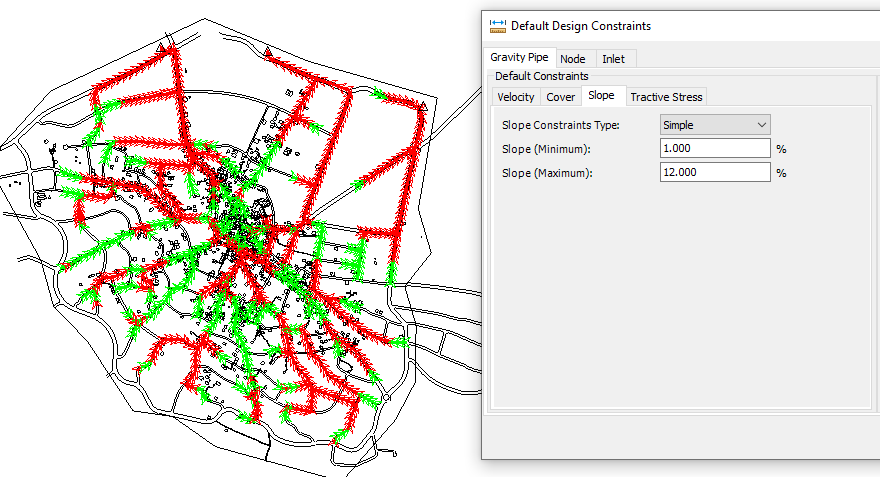 Default Design Constraints
Gravity Pipe Node Inlet
Default Constraints
Velocity Cover Slope Tractive Stress
Slope Constraints Type: Simple
Slope (Minimum): 1.000 %
Slope (Maximum): 12.000 %